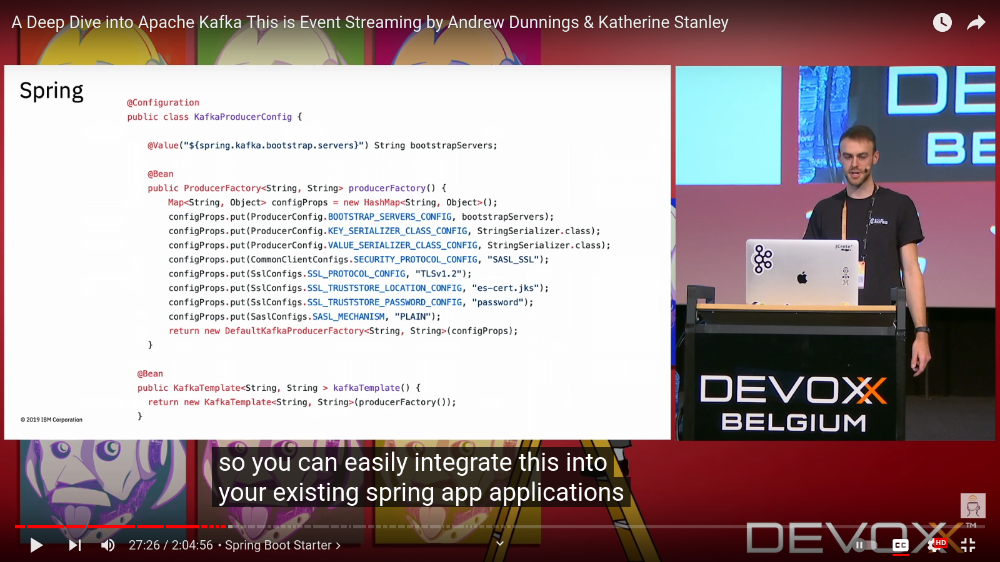 A Deep Dive into Apache Kafka This is Event Streaming by Andrew Dunnings & Katherine Stanley
Spring
@Configuration
public class KafkaProducerConfig {
@Value("${spring.kafka.bootstrap.servers}") String bootstrapServers;
@Bean
public ProducerFactory<String, String> producerFactory() {
Map<String, Object> configProps = new HashMap<String, Object>();
configProps.put(ProducerConfig.BOOTSTRAP_SERVERS_CONFIG, bootstrapServers);
configProps.put(ProducerConfig.KEY_SERIALIZER_CLASS_CONFIG, StringSerializer.class);
configProps.put(ProducerConfig.VALUE_SERIALIZER_CLASS_CONFIG, StringSerializer.class);
configProps.put(CommonClientConfigs.SECURITY_PROTOCOL_CONFIG, "SASL_SSL");
configProps.put(SslConfigs.SSL_PROTOCOL_CONFIG, "TLSv1.2");
configProps.put(SslConfigs.SSL_TRUSTSTORE_LOCATION_CONFIG, "es-cert.jks");
configProps.put(SslConfigs.SSL_TRUSTSTORE_PASSWORD_CONFIG, "password");
configProps.put(SaslConfigs.SASL_MECHANISM, "PLAIN");
return new DefaultKafkaProducerFactory<String, String>(configProps);
}
@Bean
public KafkaTemplate<String, String > kafkaTemplate() {
return new KafkaTemplate<String, String>(producerFactory());
}
© 2019 IBM Corporation
DE
BE
kafka
JCrete
DEVOXX
BELGIUM
so you can easily integrate this into
your existing spring app applications
DEVOXX™
27:26 / 2:04:56 • Spring Boot Starter ›
CC
HD